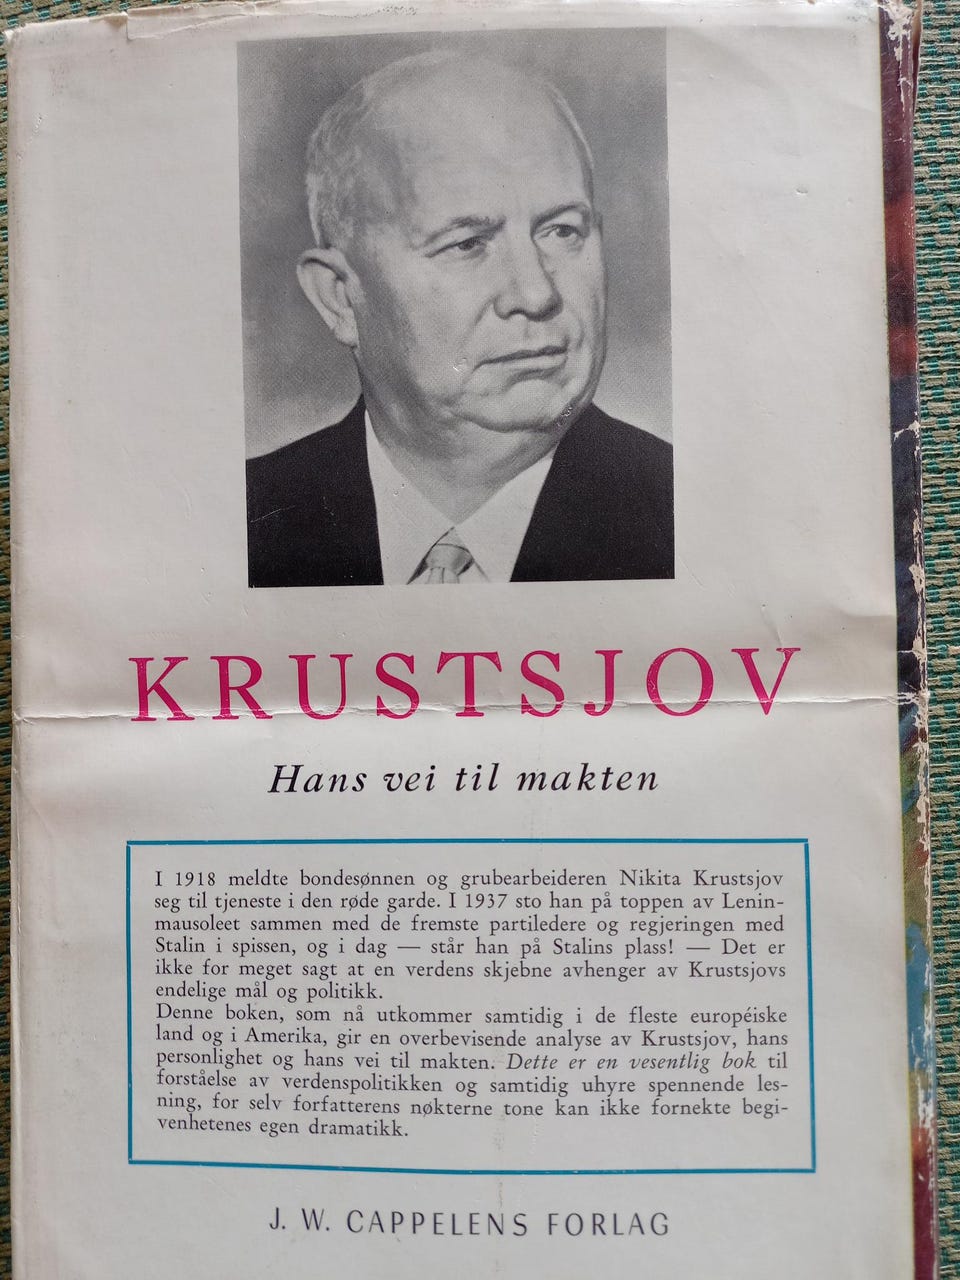 KRUSTSJOV
Hans vei til makten
I 1918 meldte bondesønnen og grubearbeideren Nikita Krustsjov
seg til tjeneste i den røde garde. I 1937 sto han på toppen av Lenin-
mausoleet sammen med de fremste partiledere og regjeringen med
Stalin i spissen, og i dag — står han på Stalins plass! — Det er
ikke for meget sagt at en verdens skjebne avhenger av Krustsjovs
endelige mål og politikk.
Denne boken, som nå utkommer samtidig i de fleste européiske
land og i Amerika, gir en overbevisende analyse av Krustsjov, hans
personlighet og hans vei til makten. Dette er en vesentlig bok til
forståelse av verdenspolitikken og samtidig uhyre spennende les-
ning, for selv forfatterens nøkterne tone kan ikke fornekte begi-
venhetenes egen dramatikk.
J. W. CAPPELENS FORLAG